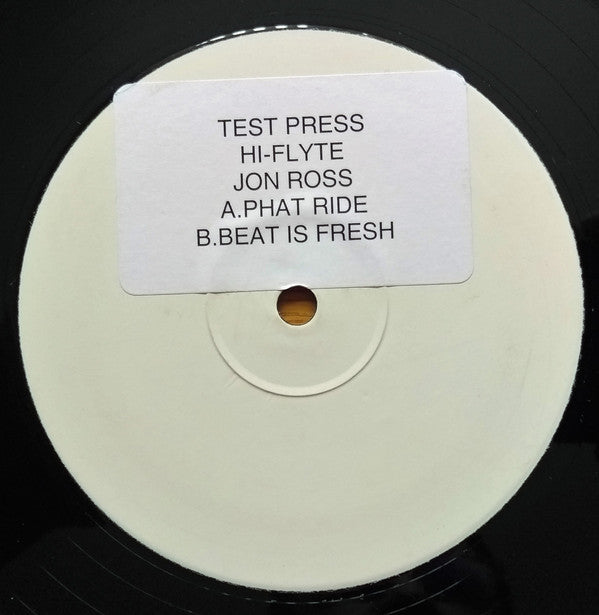 TEST PRESS
HI-FLYTE
JON ROSS
A.PHAT RIDE
B.BEAT IS FRESH